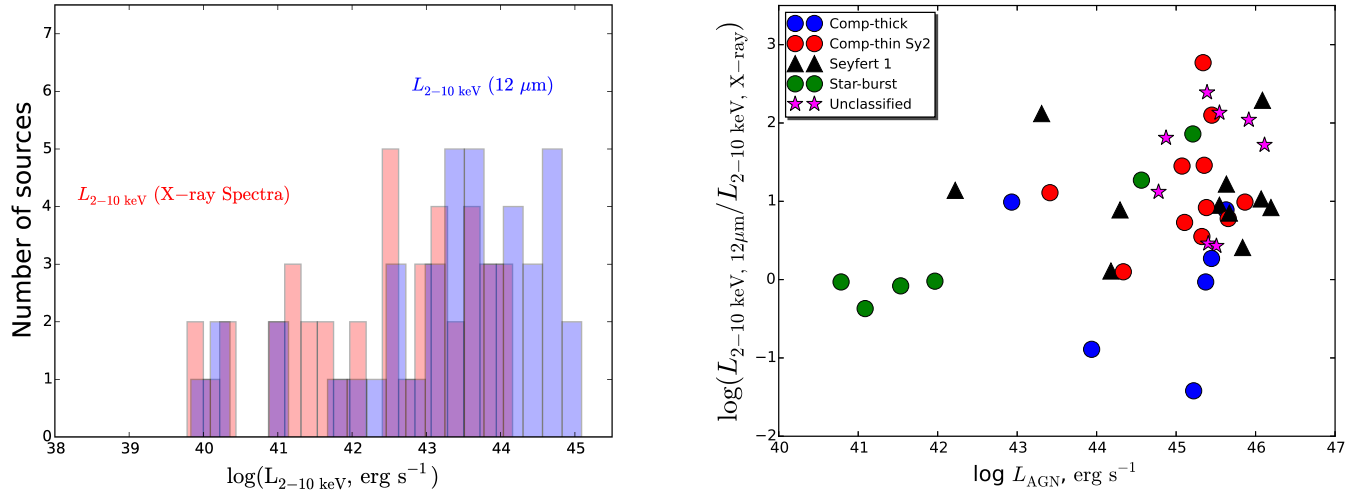 Number of sources
7
6
5
4
3
2
1
0
L2−10 keV (12 μm)
L2−10 keV (X−ray Spectra)
38 39 40 41 42 43 44 45
log(L2−10 keV, erg s−1)
log(L2−10 keV, 12μm/L2−10 keV, X−ray)
3
2
1
0
−1
−2
Comp-thick
Comp-thin Sy2
Seyfert 1
Star-burst
Unclassified
40 41 42 43 44 45 46 47
log LAGN, erg s−1